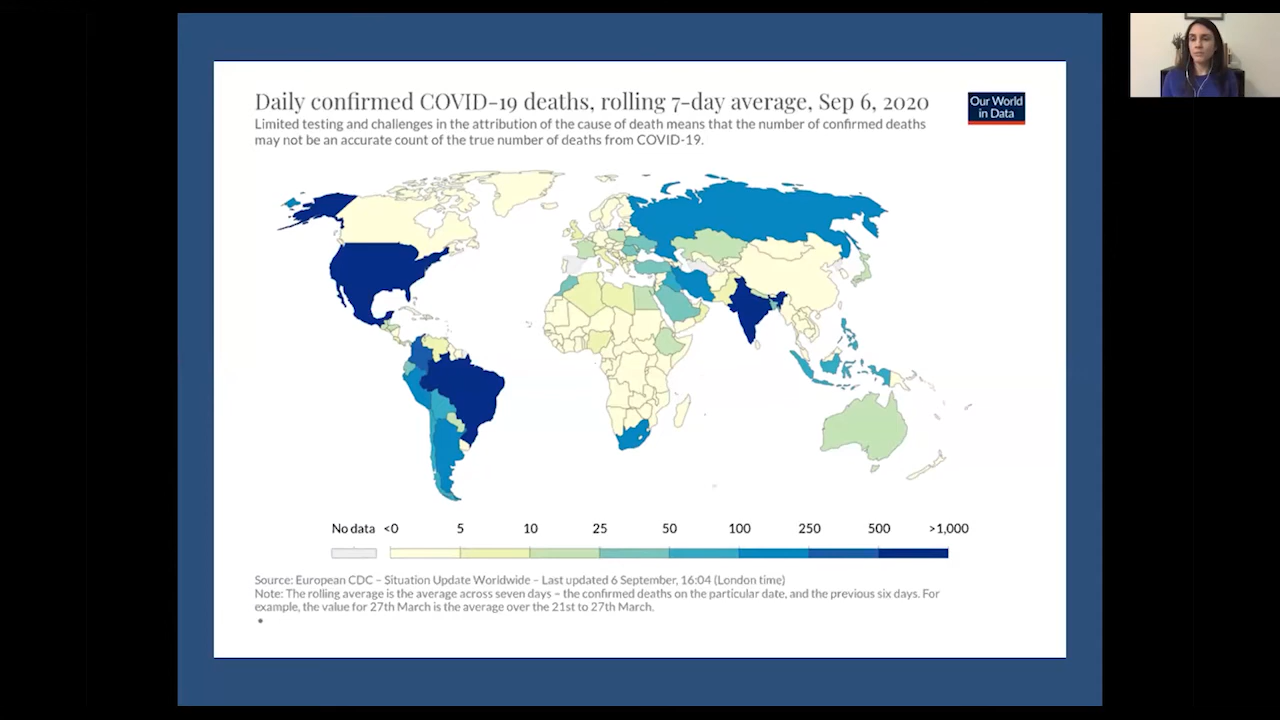 Daily confirmed COVID-19 deaths, rolling 7-day average, Sep 6, 2020
Our World
in Data
Limited testing and challenges in the attribution of the cause of death means that the number of confirmed deaths
may not be an accurate count of the true number of deaths from COVID-19.
No data <0 5 10 25 50 100 250 500 >1,000
Source: European CDC – Situation Update Worldwide – Last updated 6 September, 16:04 (London time)
Note: The rolling average is the average across seven days – the confirmed deaths on the particular date, and the previous six days. For
example, the value for 27th March is the average over the 21st to 27th March.